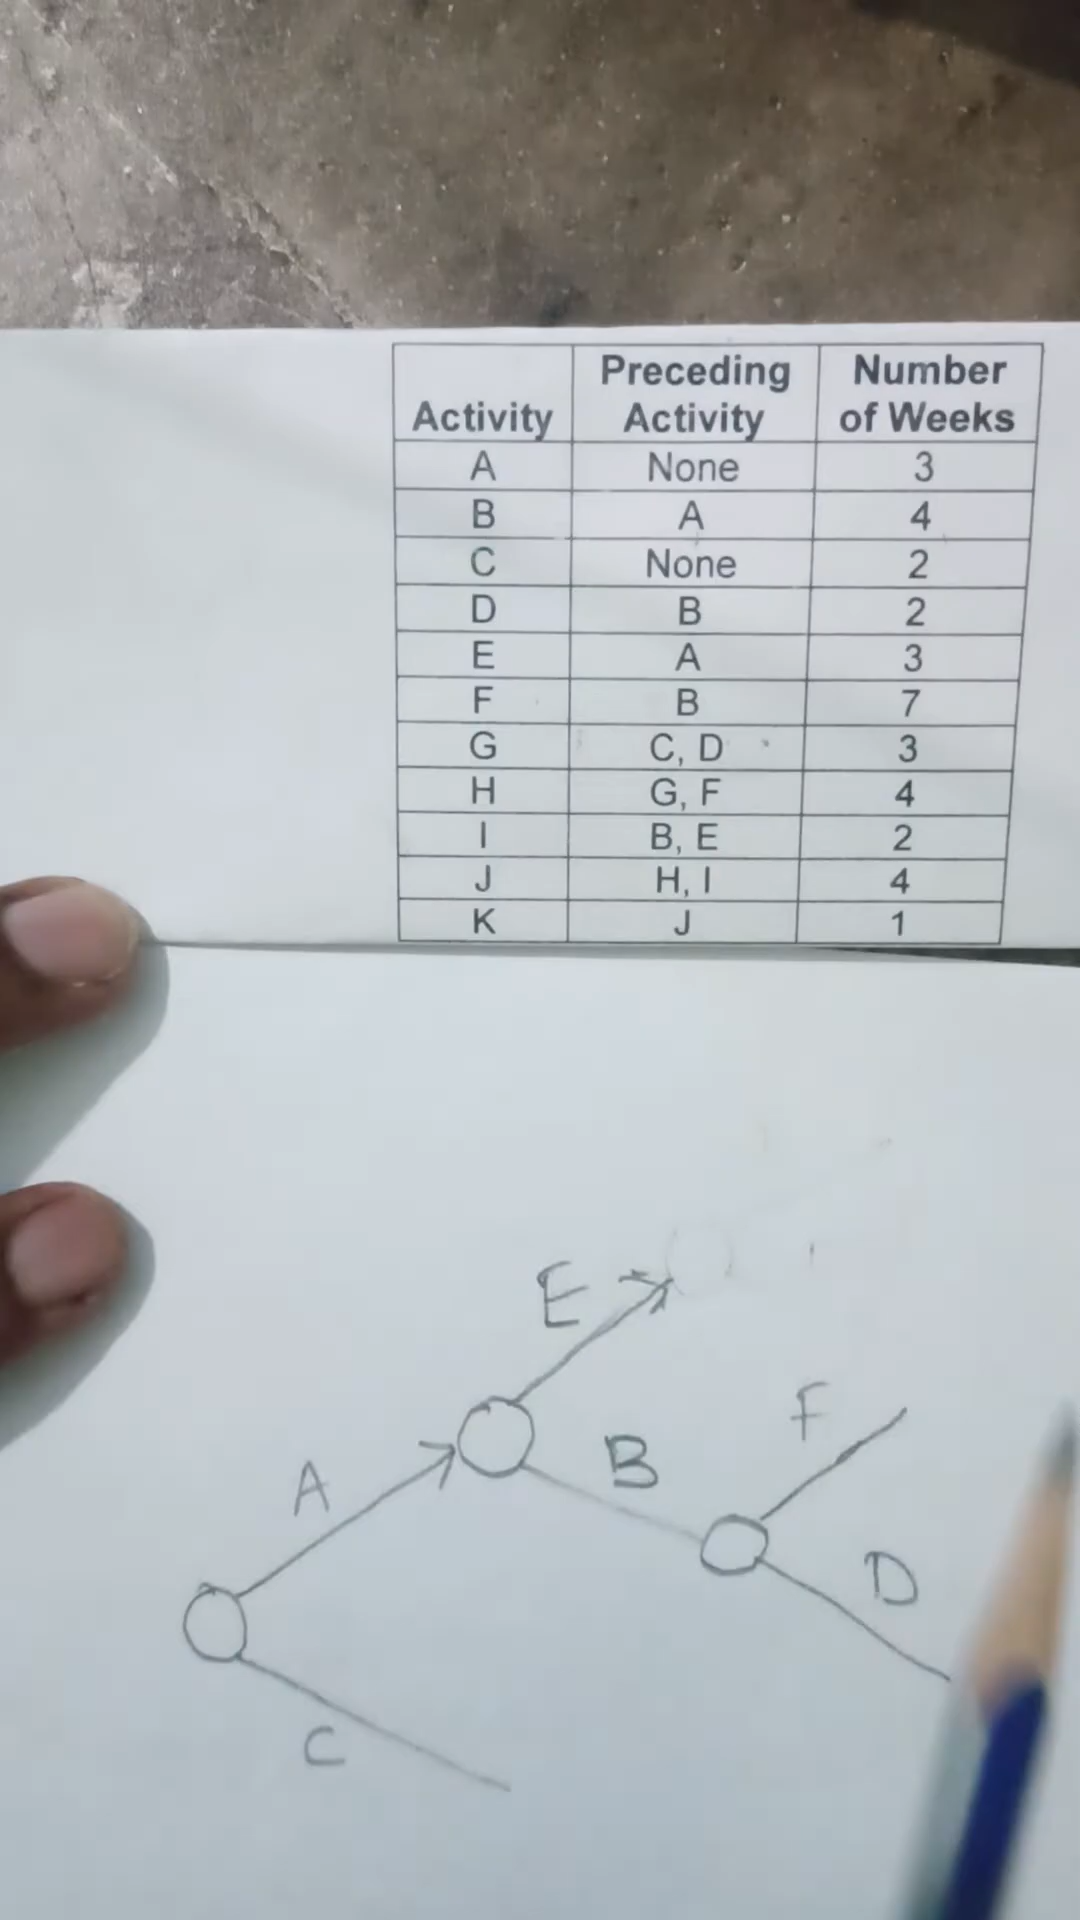 Activity Preceding Activity Number of Weeks
A None 3
B A 4
C None 2
D B 2
E A 3
F B 7
G C, D 3
H G, F 4
I B, E 2
J H, I 4
K J 1
E
F
B
A
D
C